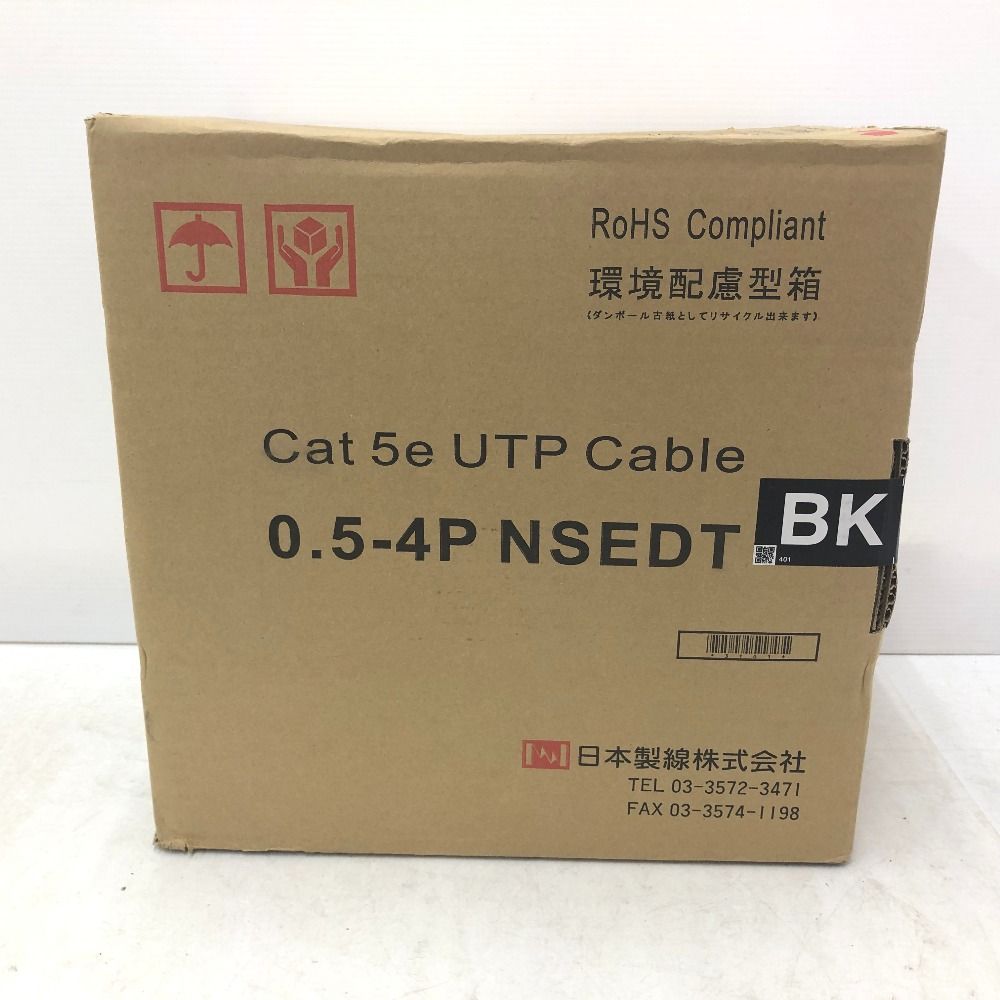 RoHS Compliant
環境配慮型箱
(ダンボール古紙としてリサイクル出来ます)
Cat 5e UTP Cable
0.5-4P NSEDT
BK
401
日本製線株式会社
TEL 03-3572-3471
FAX 03-3574-1198